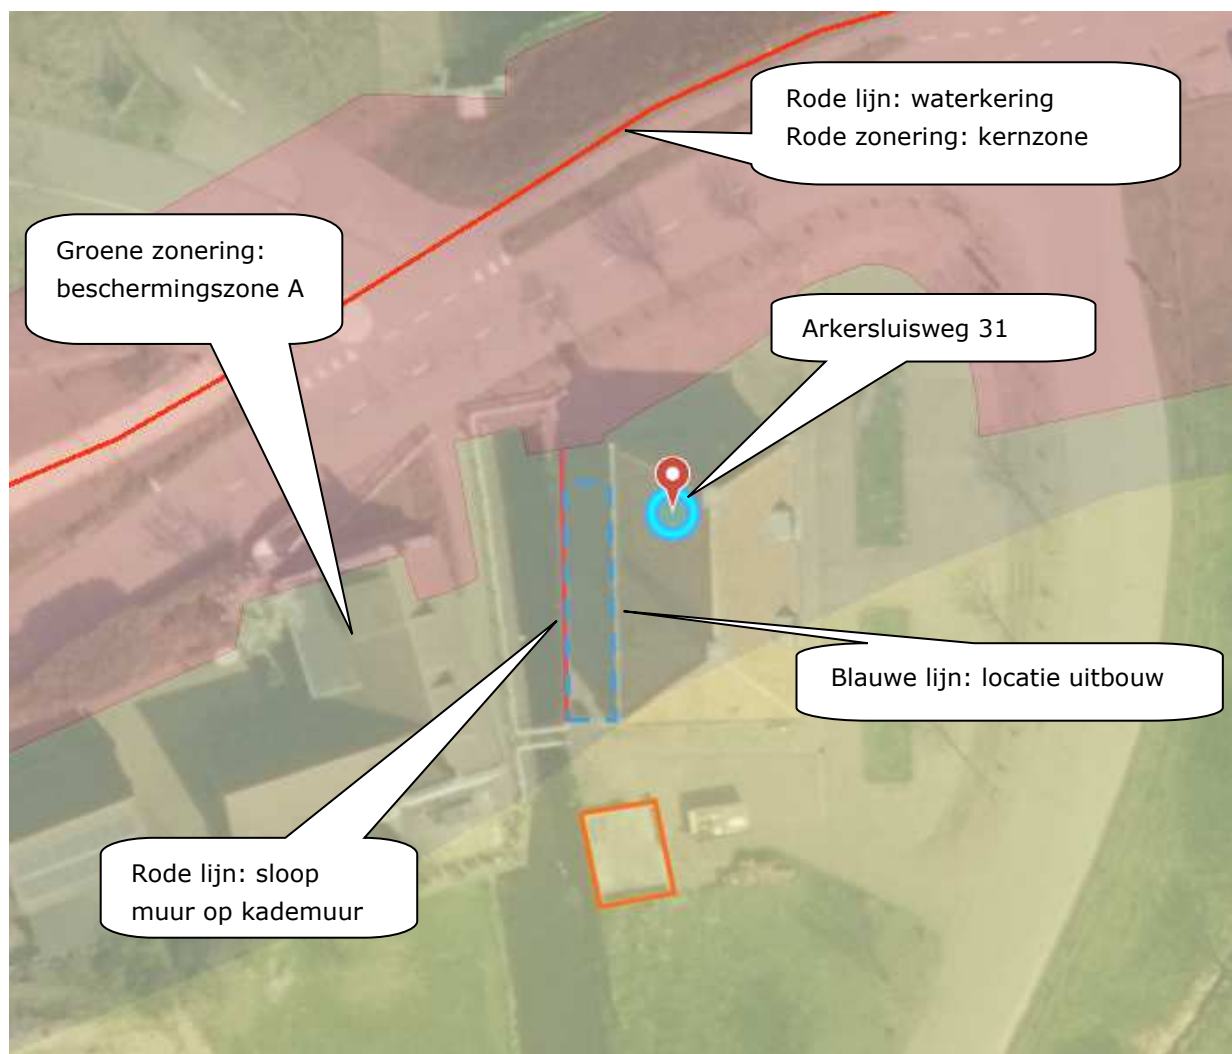 Rode lijn: waterkering
Rode zonering: kernzone
Groene zonering:
beschermingszone A
Arkersluisweg 31
Blauwe lijn: locatie uitbouw
Rode lijn: sloop
muur op kademuur